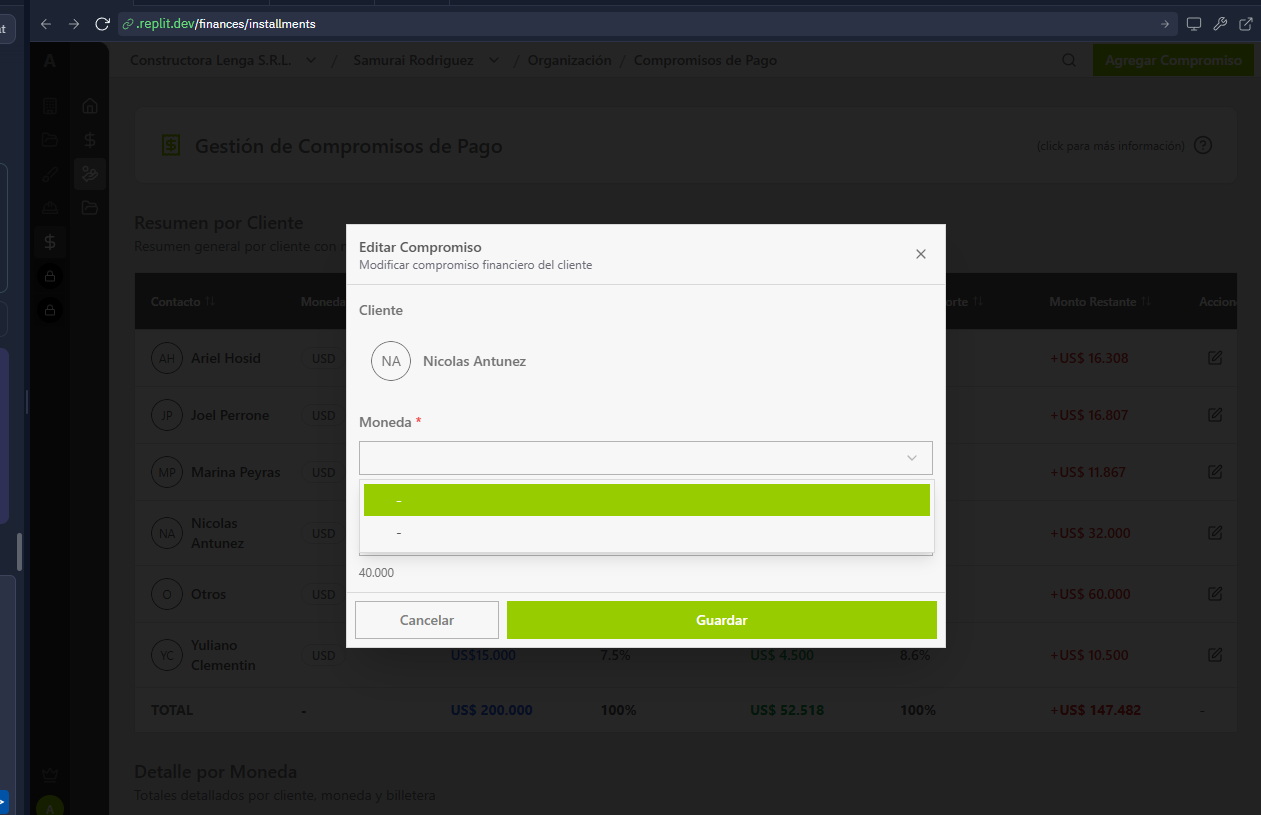 t
.replit.dev/finances/installments
A
Constructora Lenga S.R.L. / Samurai Rodriguez / Organización / Compromisos de Pago
Agregar Compromiso
Gestión de Compromisos de Pago
(click para más información)
Resumen por Cliente
Resumen general por cliente con
Contacto Moneda orte Monto Restante Accion
AH Ariel Hosid USD +US$ 16.308
JP Joel Perrone USD +US$ 16.807
MP Marina Peyras USD +US$ 11.867
NA Nicolas Antunez USD +US$ 32.000
O Otros USD +US$ 60.000
YC Yuliano Clementin USD US$15.000 7.5% US$ 4.500 8.6% +US$ 10.500
TOTAL - US$ 200.000 100% US$ 52.518 100% +US$ 147.482 -
Editar Compromiso
Modificar compromiso financiero del cliente
Cliente
NA Nicolas Antunez
Moneda *
-
-
40.000
Cancelar
Guardar
Detalle por Moneda
Totales detallados por cliente, moneda y billetera
A